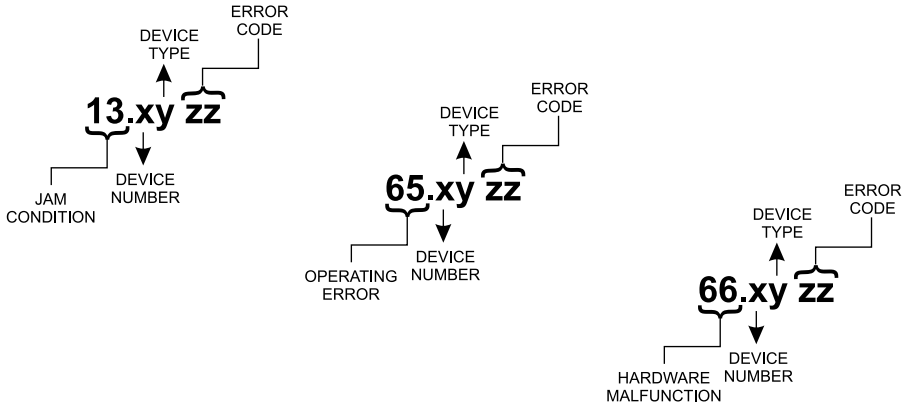 ERROR
CODE
DEVICE
TYPE
13.xy zz
JAM
CONDITION
DEVICE
NUMBER
ERROR
CODE
DEVICE
TYPE
65.xy zz
OPERATING
ERROR
DEVICE
NUMBER
ERROR
CODE
DEVICE
TYPE
66.xy zz
HARDWARE
MALFUNCTION
DEVICE
NUMBER